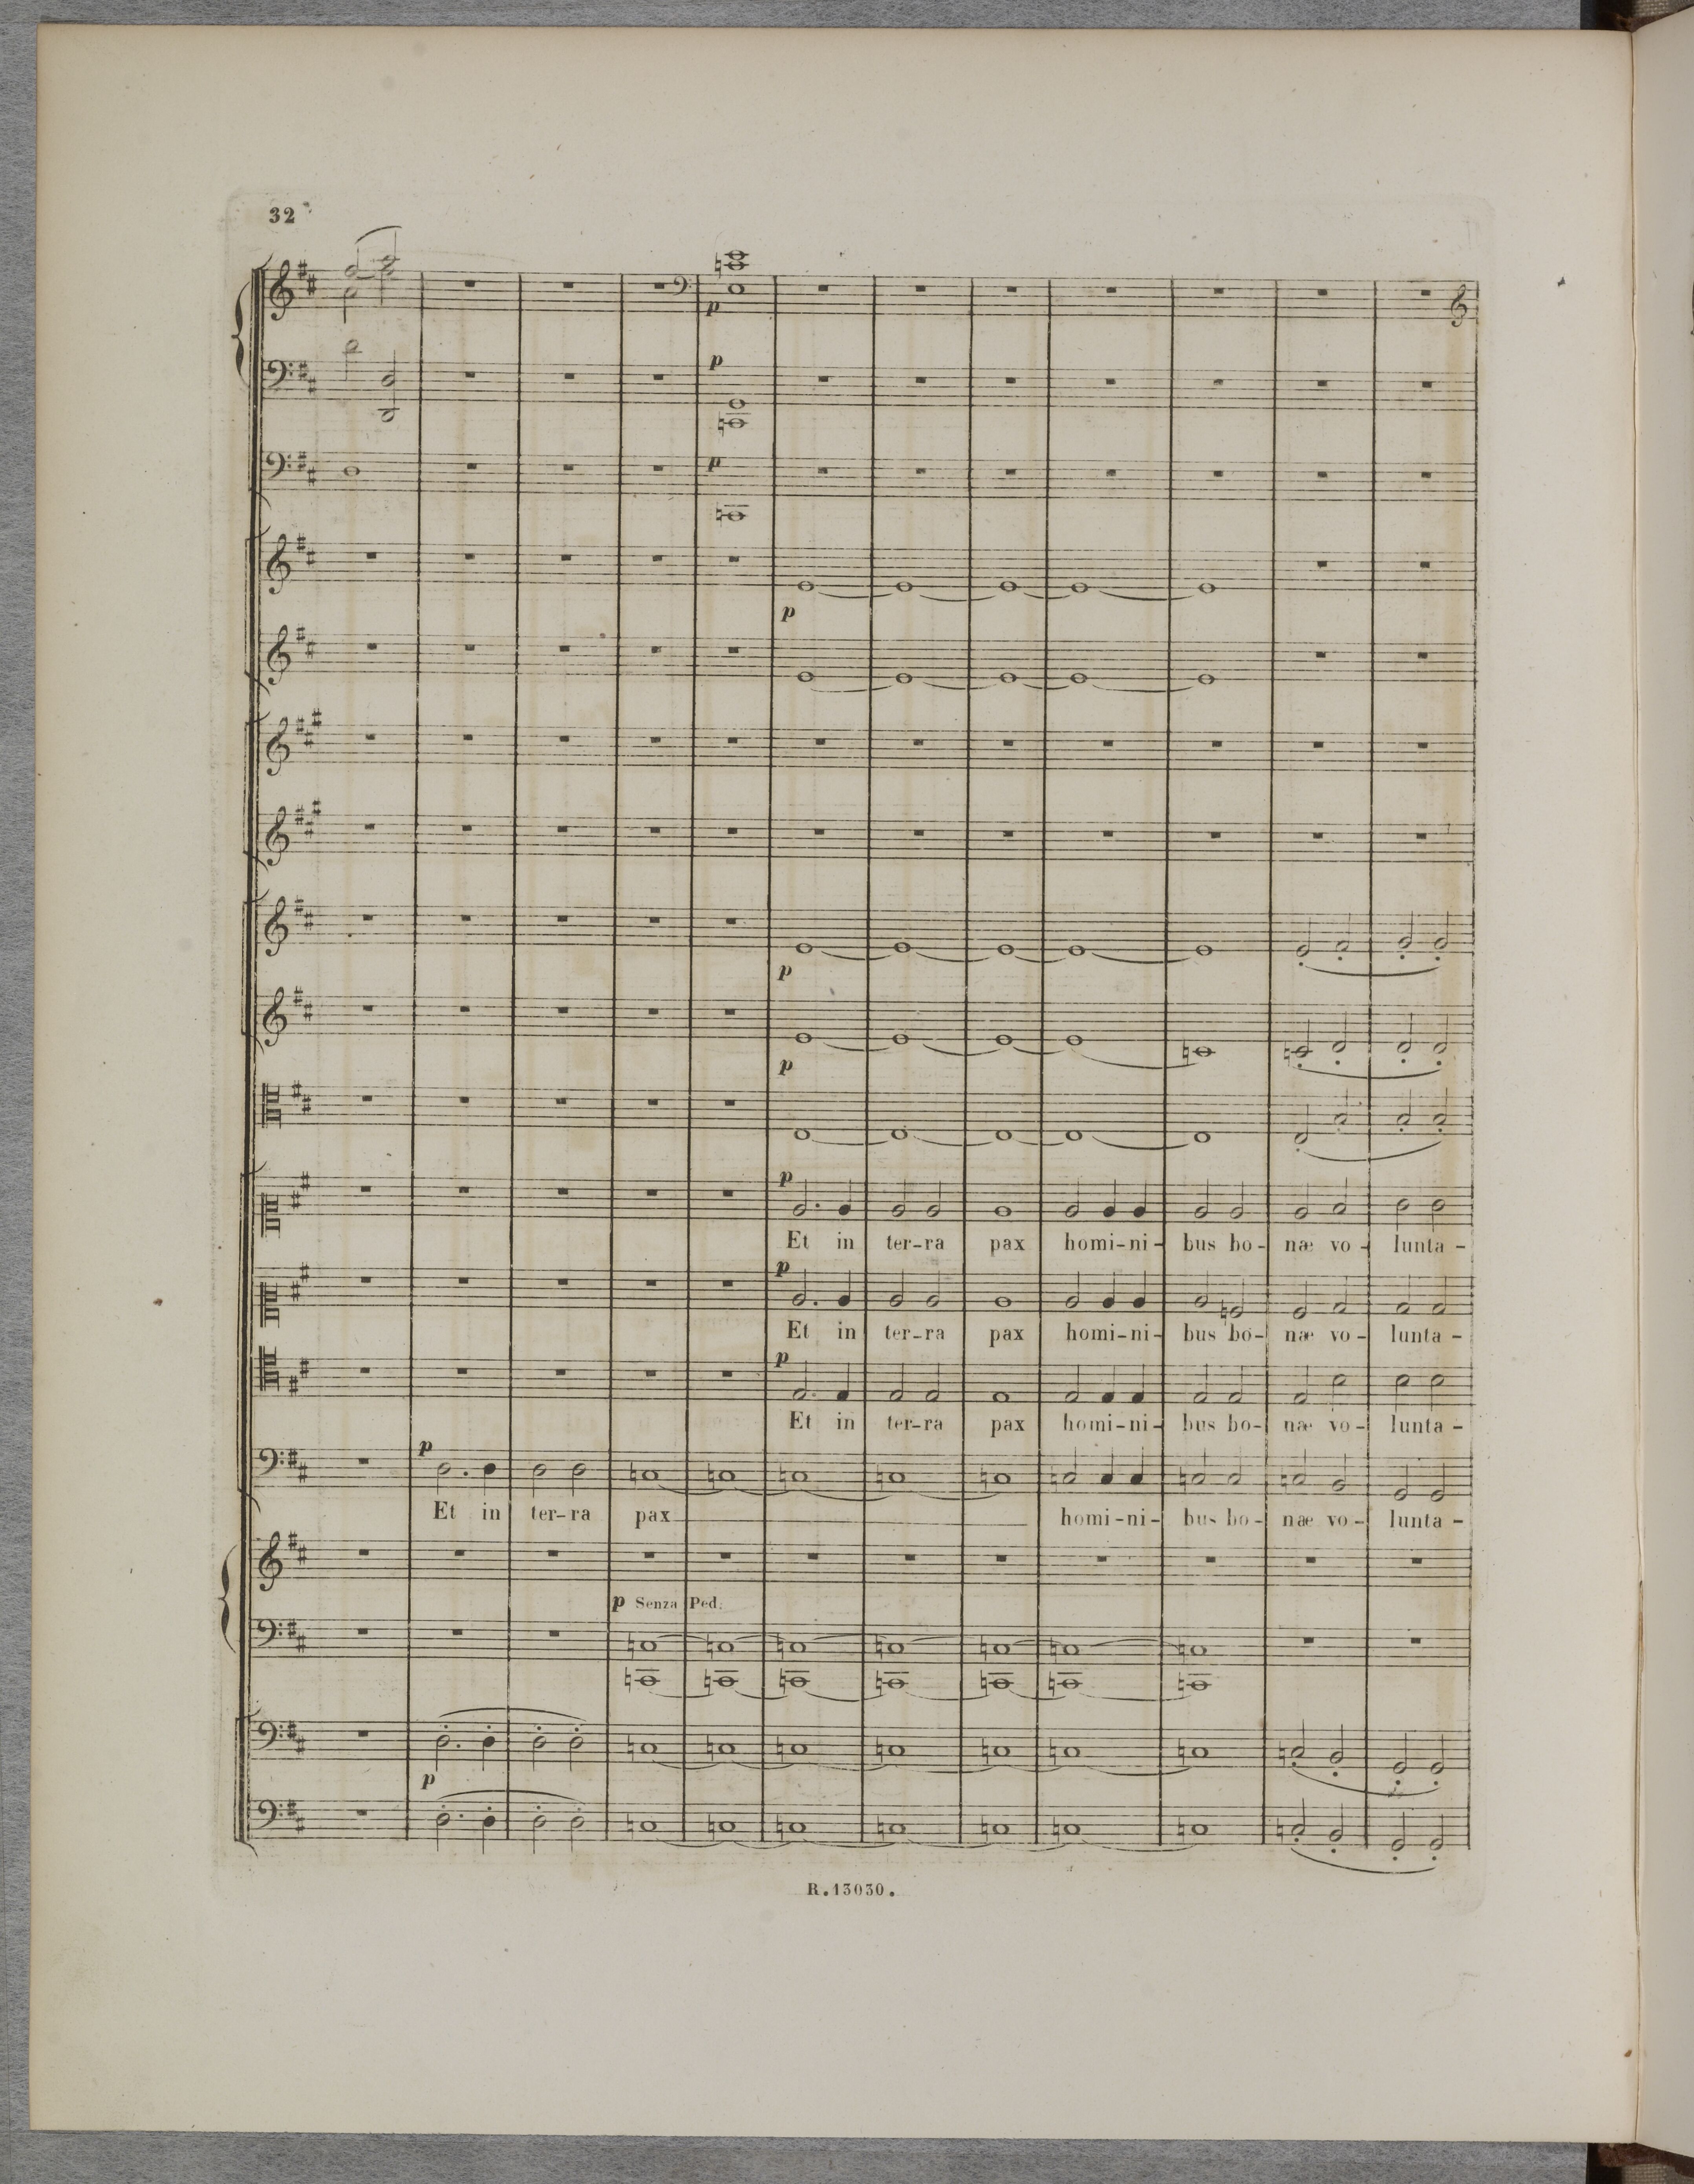 32
p
p
p
p
p
p
p
Et in ter-ra pax homi-ni-bus bo-næ vo-lunta-
p
Et in ter-ra pax homi-ni-bus bo-næ vo-lunta-
p
Et in ter-ra pax homi-ni-bus bo-næ vo-lunta-
p
Et in ter-ra pax homi-ni-bus bo-næ vo-lunta-
p Senza Ped.
p
R.13030.